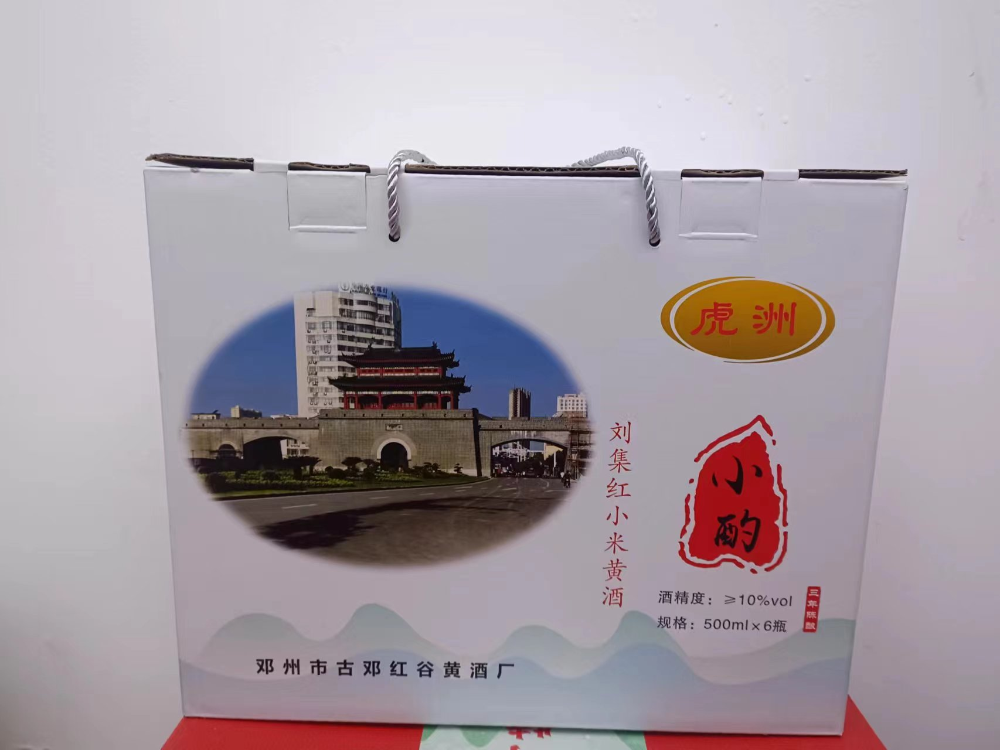 虎洲
刘集红小米黄酒
小酌
酒精度：≥10%vol
规格：500ml×6瓶
三年陈酿
邓州市古邓红谷黄酒厂